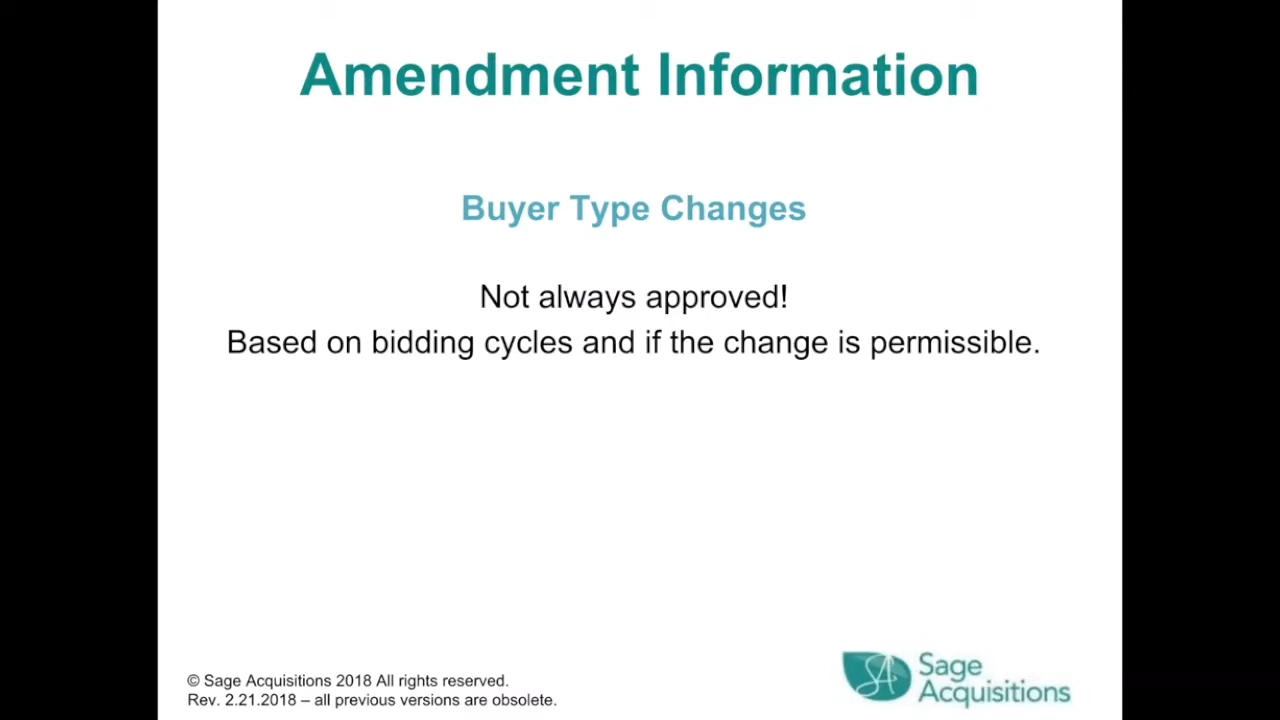 Amendment Information
Buyer Type Changes
Not always approved!
Based on bidding cycles and if the change is permissible.
© Sage Acquisitions 2018 All rights reserved.
Rev. 2.21.2018 – all previous versions are obsolete.
SA
Sage
Acquisitions